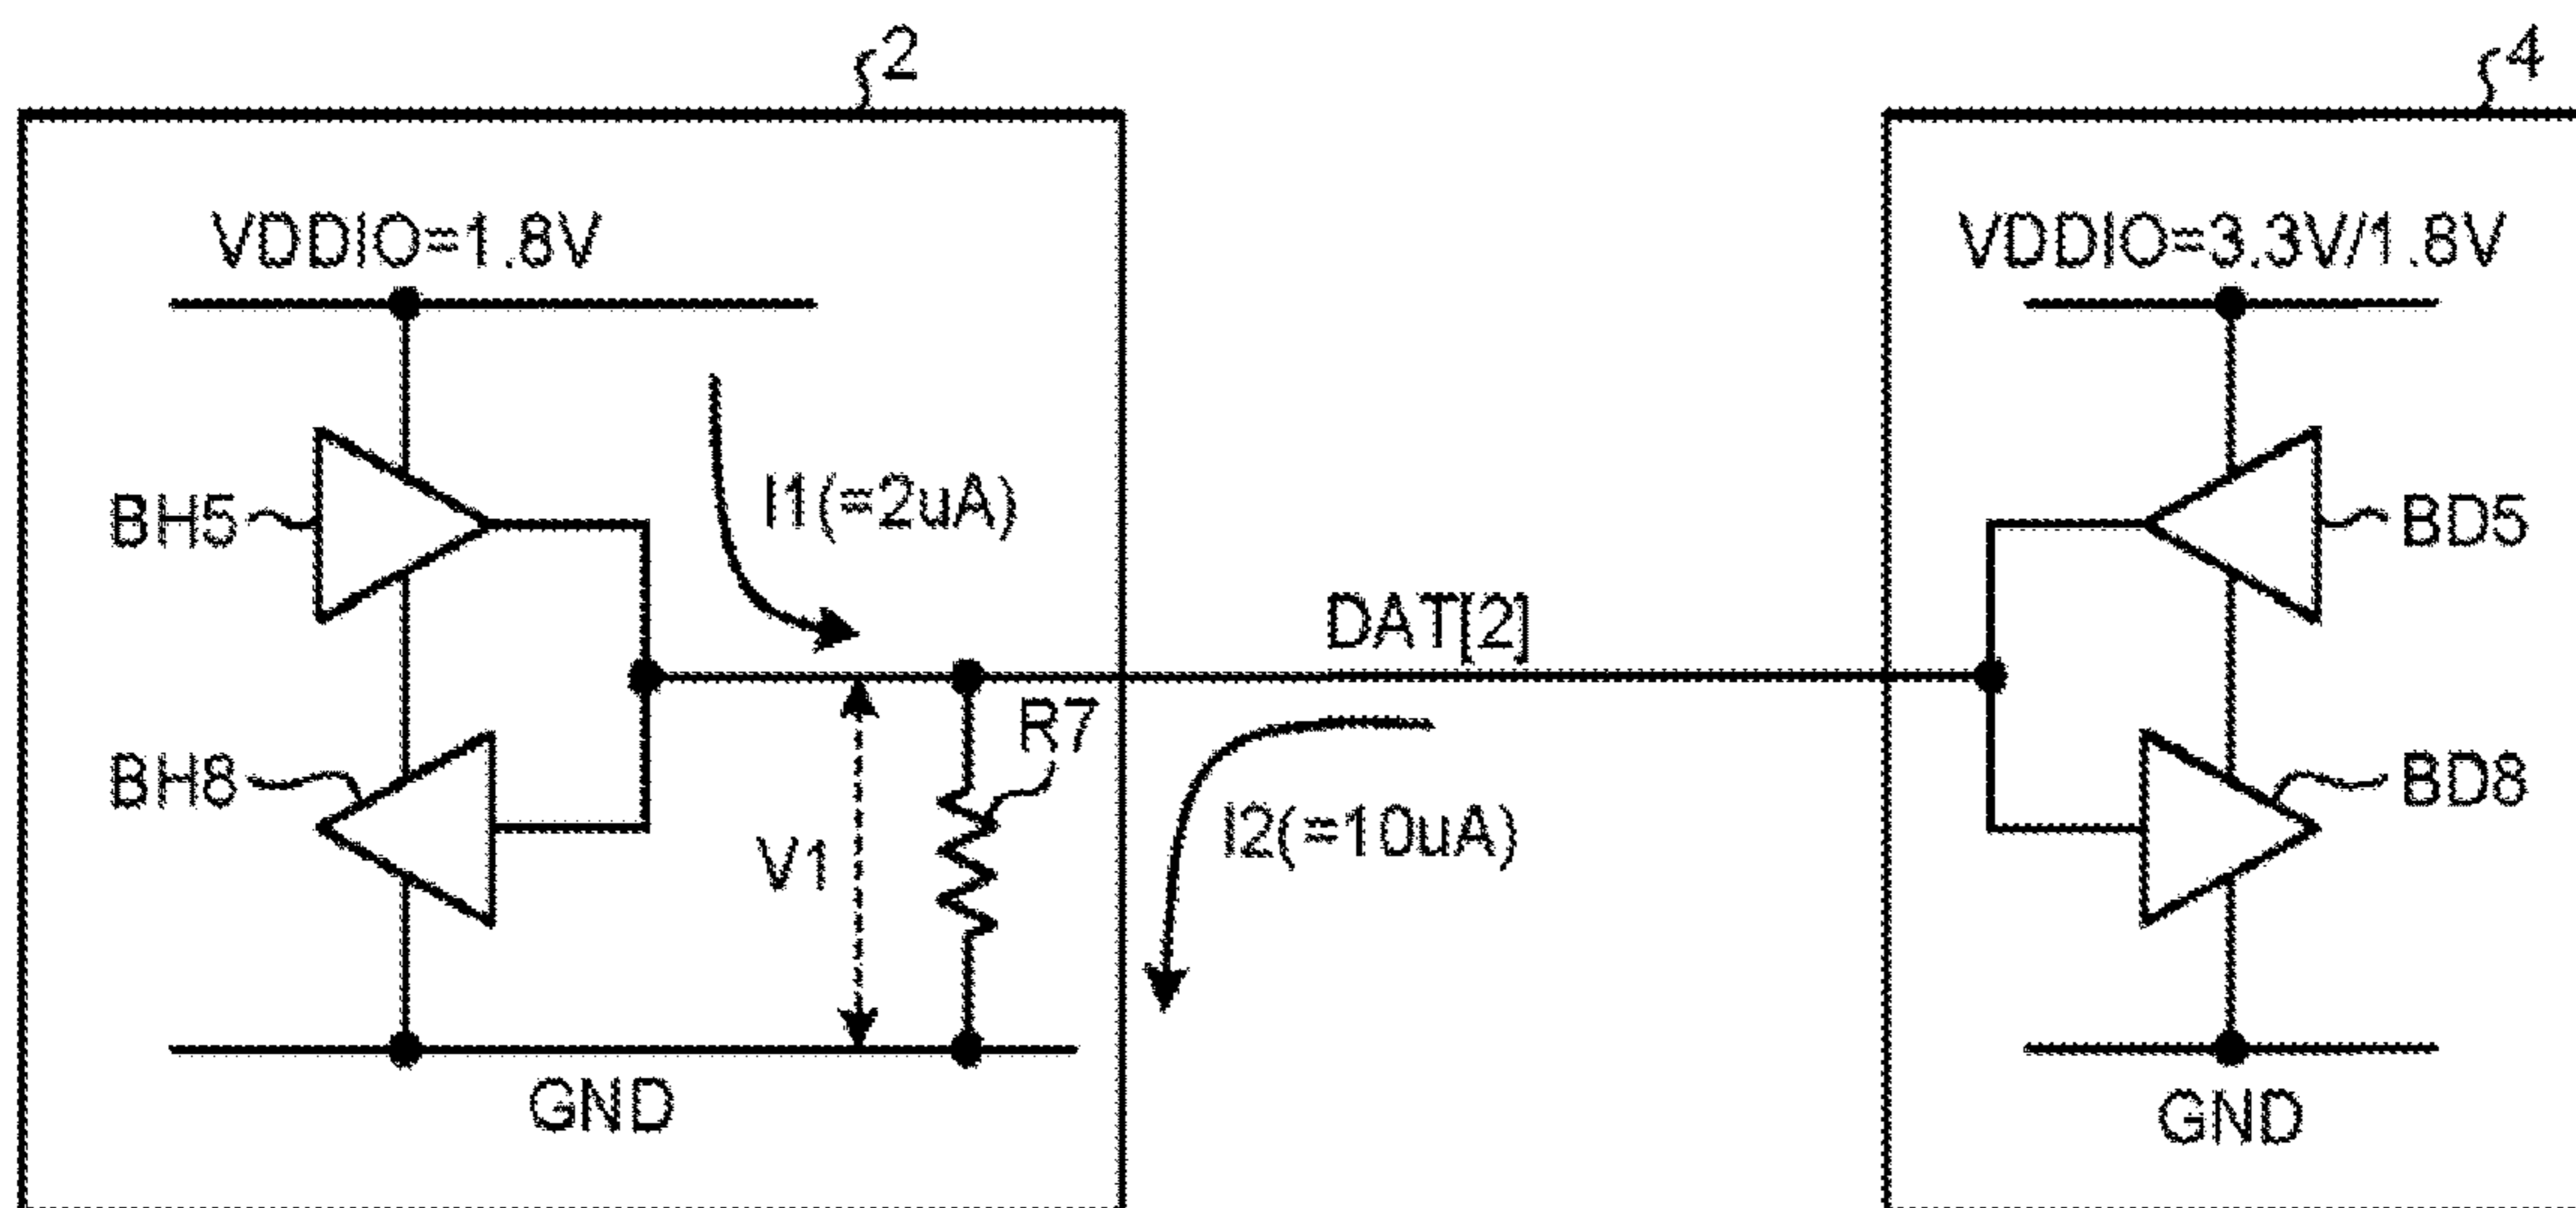 2
4
VDDIO=1.8V
VDDIO=3.3V/1.8V
BH5
I1(=2uA)
BD5
DAT[2]
R7
BH8
V1
I2(=10uA)
BD8
GND
GND